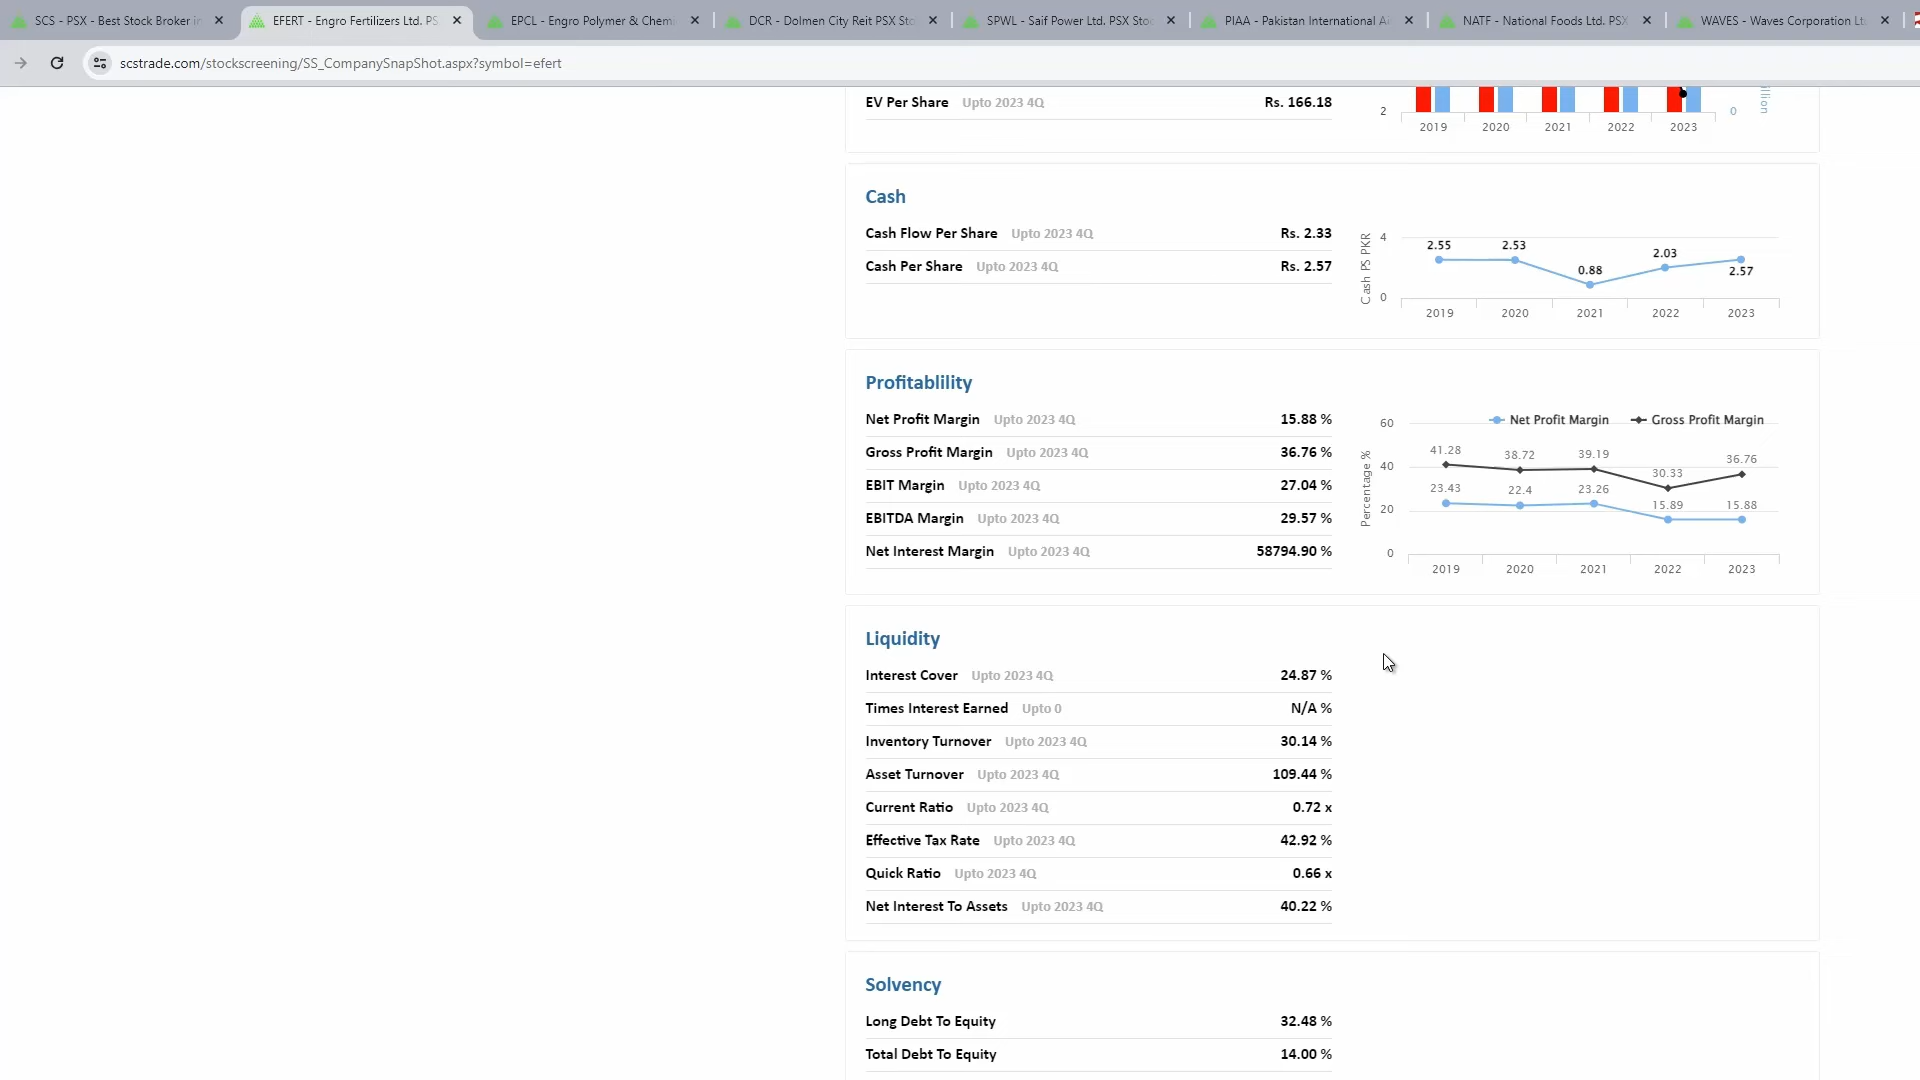 SCS - PSX - Best Stock Broker in
EFERT - Engro Fertilizers Ltd. PS
EPCL - Engro Polymer & Chemi
DCR - Dolmen City Reit PSX Sto
SPWL - Saif Power Ltd. PSX Stoc
PIAA - Pakistan International Ai
NATF - National Foods Ltd. PSX
WAVES - Waves Corporation Lt
scstrade.com/stockscreening/SS_CompanySnapShot.aspx?symbol=efert
EV Per Share Upto 2023 4Q Rs. 166.18
2 0
2019 2020 2021 2022 2023
Cash
Cash Flow Per Share Upto 2023 4Q Rs. 2.33
Cash Per Share Upto 2023 4Q Rs. 2.57
Cash PS PKR
4
0
2.55 2.53 0.88 2.03 2.57
2019 2020 2021 2022 2023
Profitablility
Net Profit Margin Upto 2023 4Q 15.88 %
Gross Profit Margin Upto 2023 4Q 36.76 %
EBIT Margin Upto 2023 4Q 27.04 %
EBITDA Margin Upto 2023 4Q 29.57 %
Net Interest Margin Upto 2023 4Q 58794.90 %
Net Profit Margin Gross Profit Margin
Percentage %
60
40
20
0
41.28 38.72 39.19 30.33 36.76
23.43 22.4 23.26 15.89 15.88
2019 2020 2021 2022 2023
Liquidity
Interest Cover Upto 2023 4Q 24.87 %
Times Interest Earned Upto 0 N/A %
Inventory Turnover Upto 2023 4Q 30.14 %
Asset Turnover Upto 2023 4Q 109.44 %
Current Ratio Upto 2023 4Q 0.72 x
Effective Tax Rate Upto 2023 4Q 42.92 %
Quick Ratio Upto 2023 4Q 0.66 x
Net Interest To Assets Upto 2023 4Q 40.22 %
Solvency
Long Debt To Equity 32.48 %
Total Debt To Equity 14.00 %